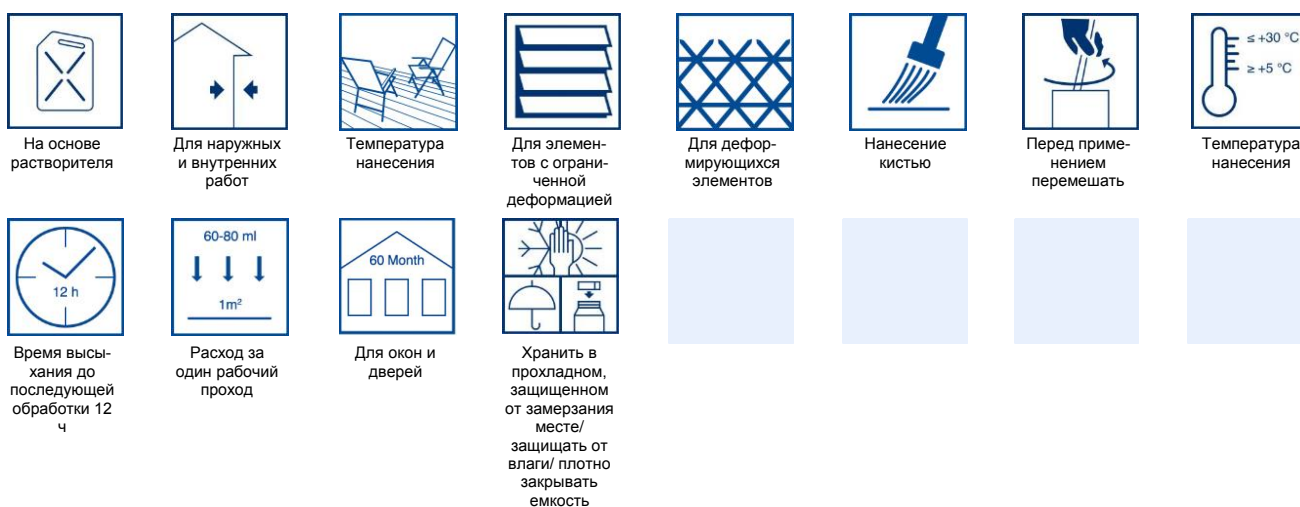 ≤ +30 °C
≥ +5 °C
На основе
растворителя
Для наружных
и внутренних
работ
Температура
нанесения
Для элемен-
тов с ограни-
ченной
деформацией
Для дефор-
мирующихся
элементов
Нанесение
кистью
Перед приме-
нением
перемешать
Температура
нанесения
12 h
60-80 ml
1m²
60 Month
Время высы-
хания до
последующей
обработки 12
ч
Расход за
один рабочий
проход
Для окон и
дверей
Хранить в
прохладном,
защищенном
от замерзания
месте/
защищать от
влаги/ плотно
закрывать
емкость